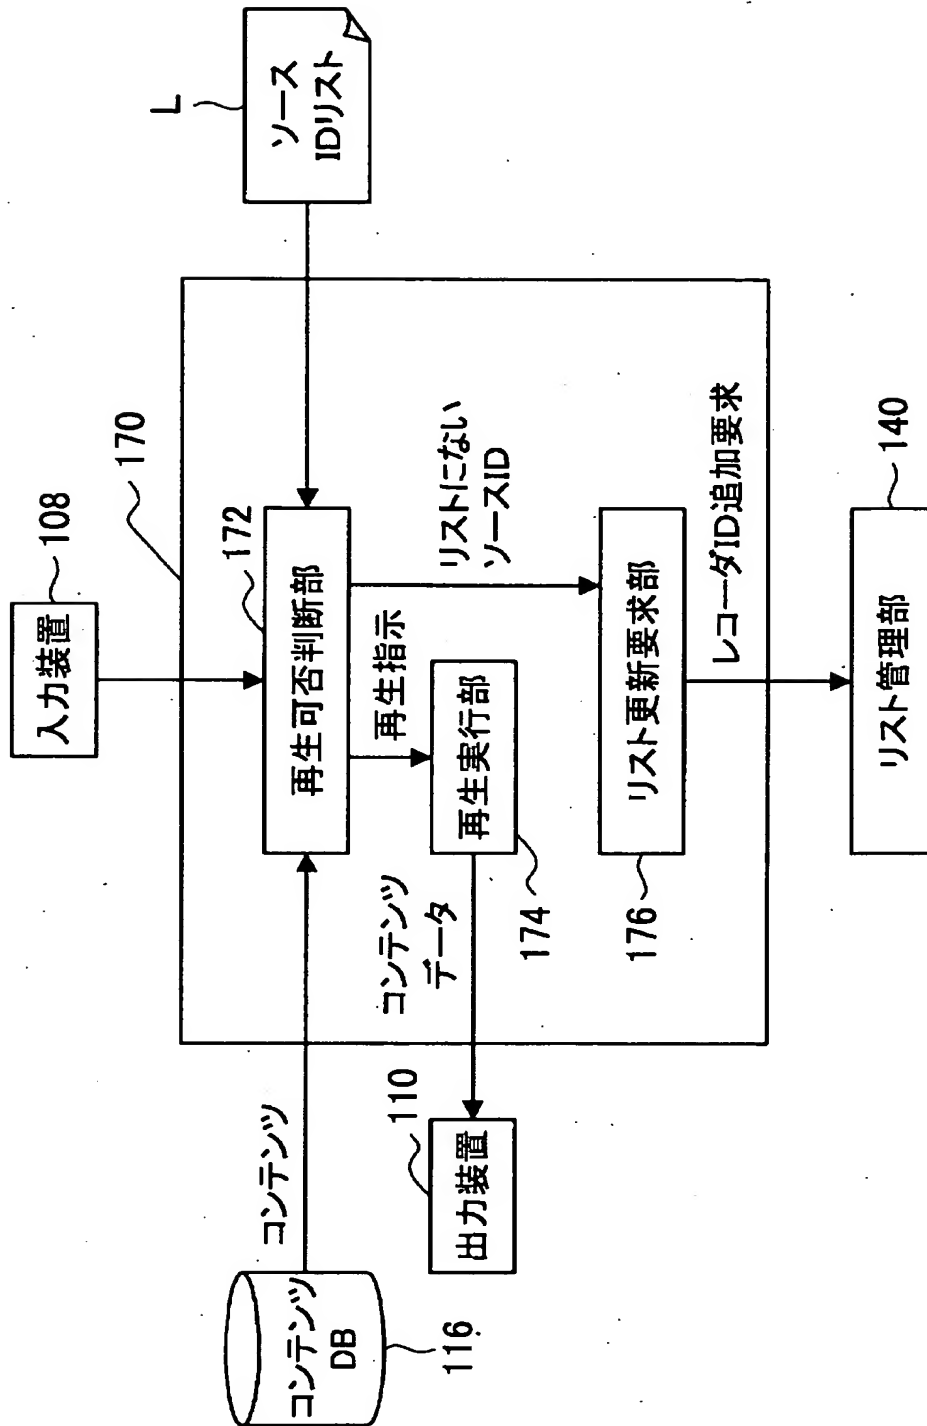 入力装置
108
170
L
ソース
IDリスト
172
再生可否判断部
コンテンツ
コンテンツ
DB
116
再生指示
リストにない
ソースID
再生実行部
174
コンテンツ
データ
110
出力装置
リスト更新要求部
176
レコーダID追加要求
140
リスト管理部